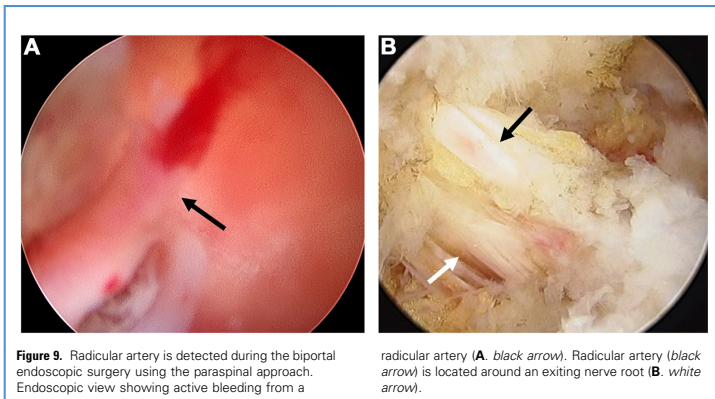 A
B
Figure 9. Radicular artery is detected during the biportal
endoscopic surgery using the paraspinal approach.
Endoscopic view showing active bleeding from a
radicular artery (A. black arrow). Radicular artery (black
arrow) is located around an exiting nerve root (B. white
arrow).